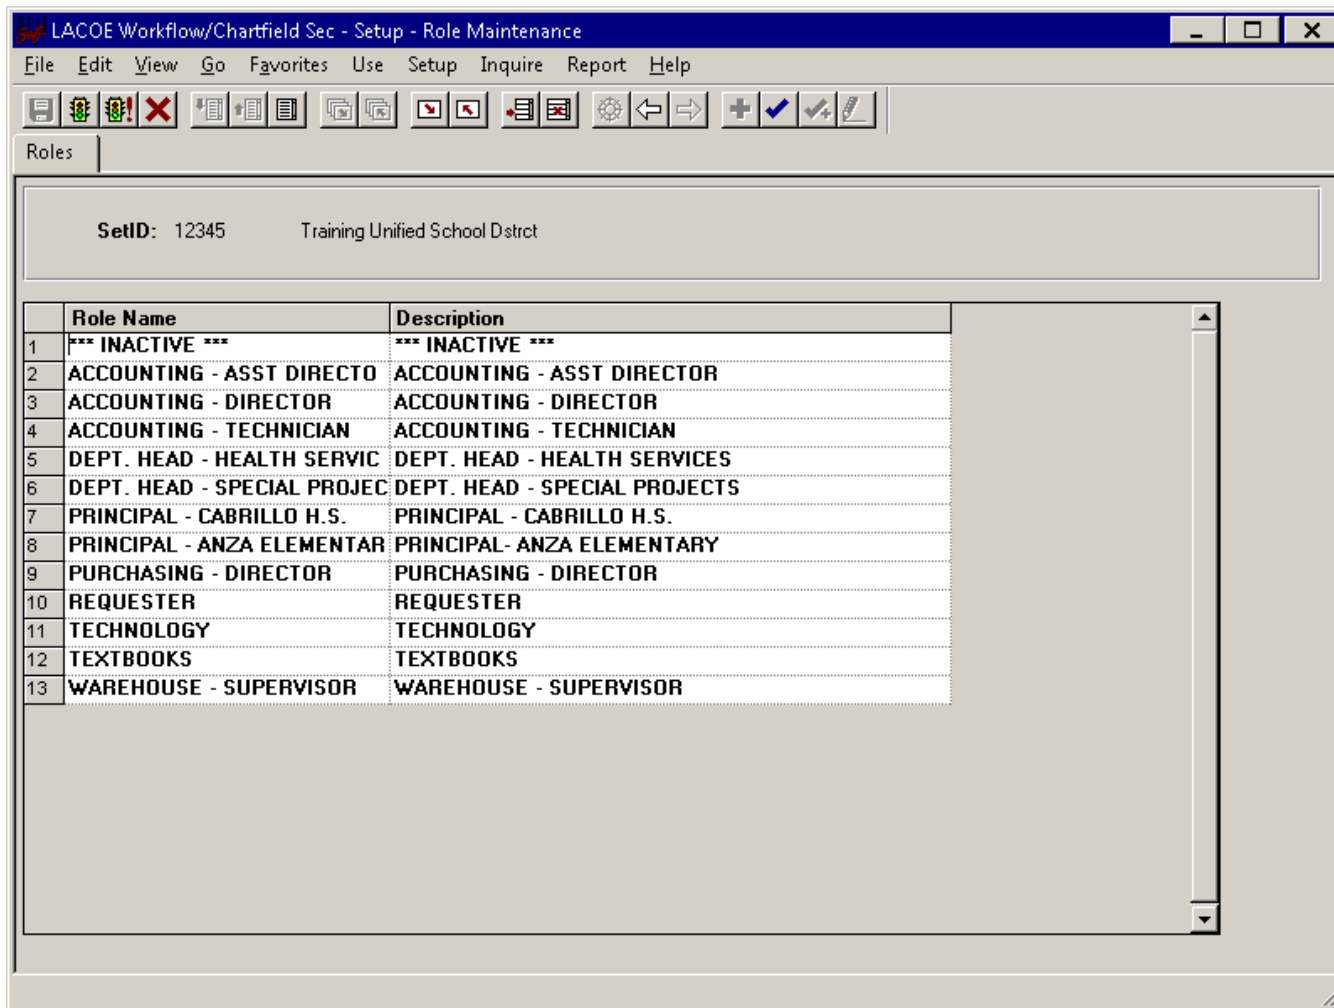 LACOE Workflow/Chartfield Sec - Setup - Role Maintenance
File Edit View Go Favorites Use Setup Inquire Report Help
Roles
SetID: 12345 Training Unified School Dstrct
Role Name Description
1 *** INACTIVE *** *** INACTIVE ***
2 ACCOUNTING - ASST DIRECTO ACCOUNTING - ASST DIRECTOR
3 ACCOUNTING - DIRECTOR ACCOUNTING - DIRECTOR
4 ACCOUNTING - TECHNICIAN ACCOUNTING - TECHNICIAN
5 DEPT. HEAD - HEALTH SERVIC DEPT. HEAD - HEALTH SERVICES
6 DEPT. HEAD - SPECIAL PROJEC DEPT. HEAD - SPECIAL PROJECTS
7 PRINCIPAL - CABRILLO H.S. PRINCIPAL - CABRILLO H.S.
8 PRINCIPAL - ANZA ELEMENTAR PRINCIPAL- ANZA ELEMENTARY
9 PURCHASING - DIRECTOR PURCHASING - DIRECTOR
10 REQUESTER REQUESTER
11 TECHNOLOGY TECHNOLOGY
12 TEXTBOOKS TEXTBOOKS
13 WAREHOUSE - SUPERVISOR WAREHOUSE - SUPERVISOR